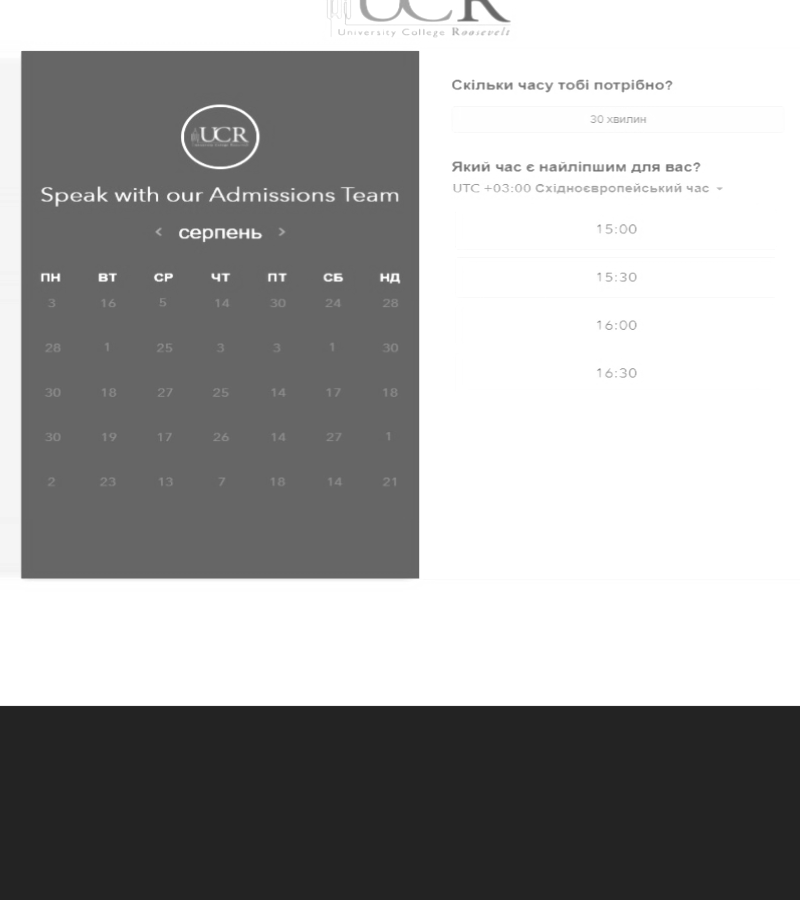 UCR
University College Roosevelt
UCR
Speak with our Admissions Team
< серпень >
ПН ВТ СР ЧТ ПТ СБ НД
3 16 5 14 30 24 28
28 1 25 3 3 1 30
30 18 27 25 14 17 18
30 19 17 26 14 27 1
2 23 13 7 18 14 21
Скільки часу тобі потрібно?
30 хвилин
Який час є найліпшим для вас?
UTC +03:00 Східноєвропейський час
15:00
15:30
16:00
16:30